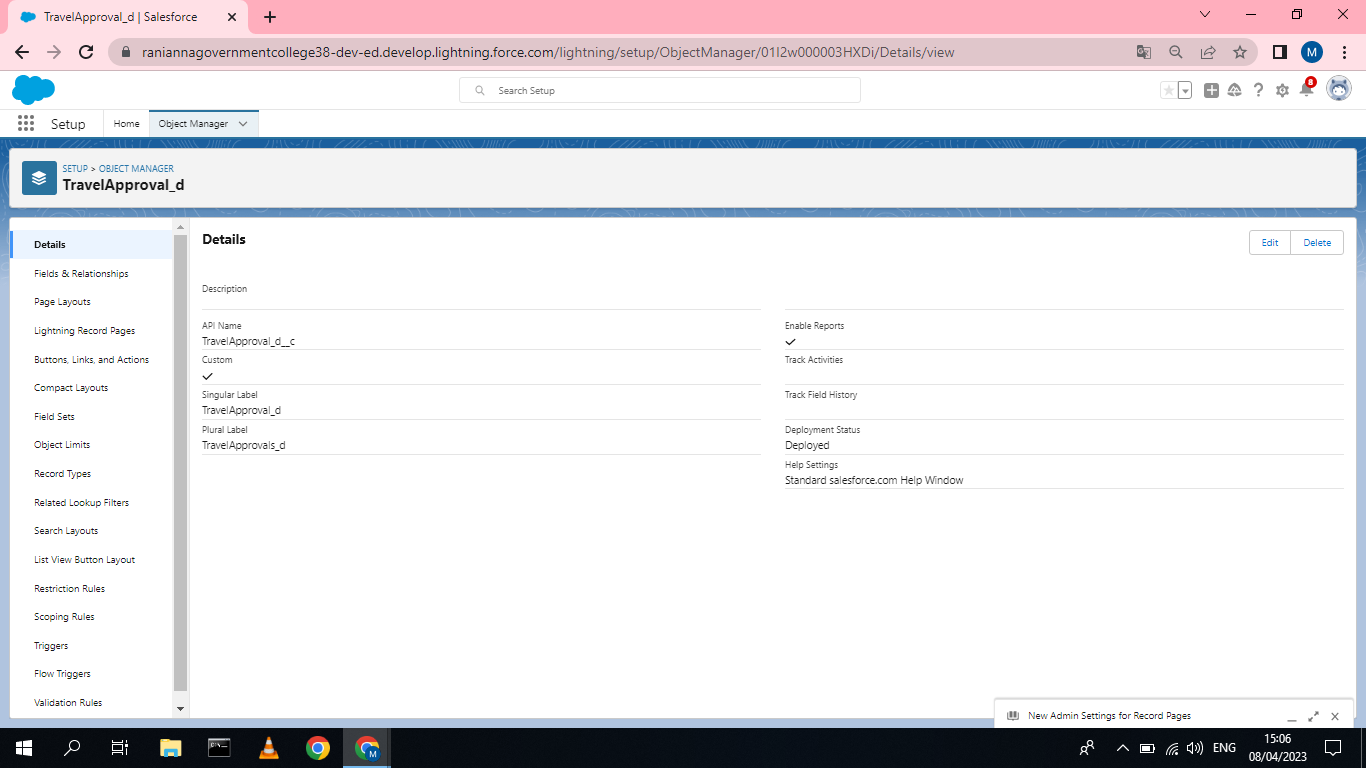 TravelApproval_d | Salesforce
raniannagovernmentcollege38-dev-ed.develop.lightning.force.com/lightning/setup/ObjectManager/01I2w000003HXDi/Details/view
M
Search Setup
8
Setup
Home
Object Manager
SETUP > OBJECT MANAGER
TravelApproval_d
Details
Fields & Relationships
Page Layouts
Lightning Record Pages
Buttons, Links, and Actions
Compact Layouts
Field Sets
Object Limits
Record Types
Related Lookup Filters
Search Layouts
List View Button Layout
Restriction Rules
Scoping Rules
Triggers
Flow Triggers
Validation Rules
Details
Edit
Delete
Description
API Name
TravelApproval_d__c
Custom
Singular Label
TravelApproval_d
Plural Label
TravelApprovals_d
Enable Reports
Track Activities
Track Field History
Deployment Status
Deployed
Help Settings
Standard salesforce.com Help Window
New Admin Settings for Record Pages
M
ENG
15:06
08/04/2023